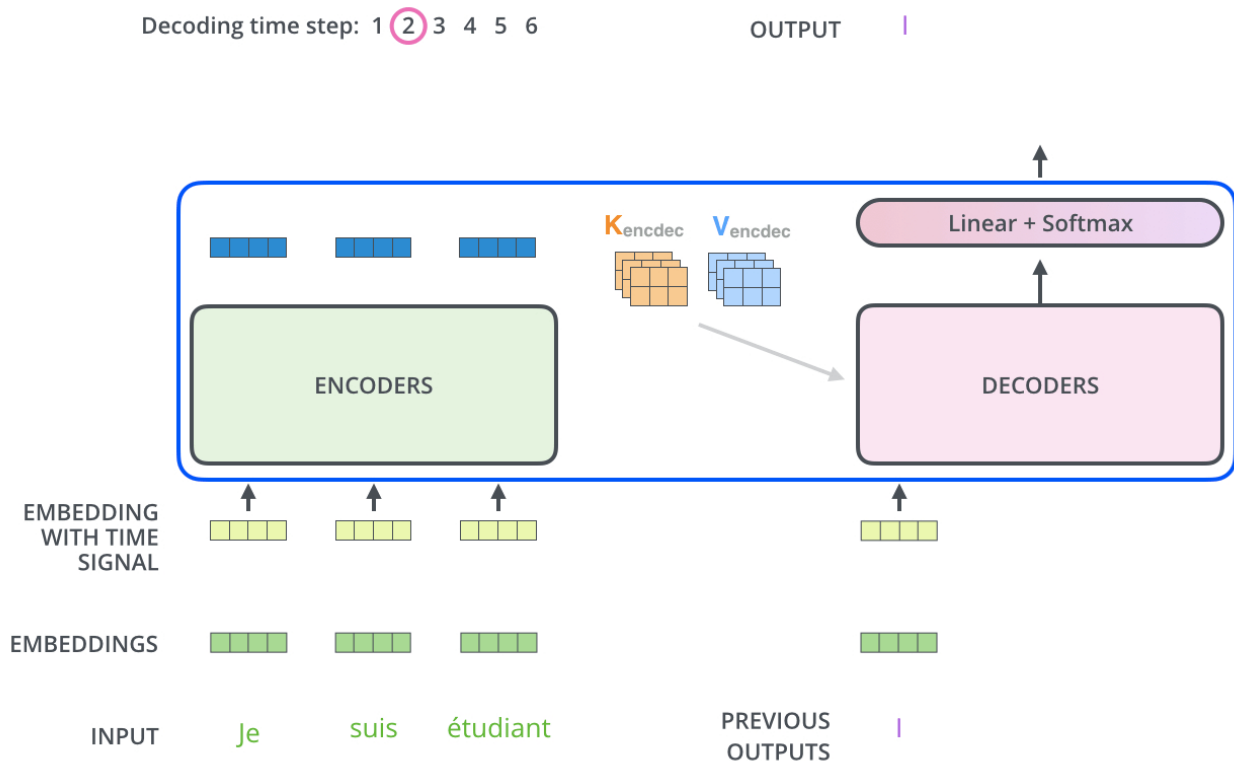 Decoding time step: 1 2 3 4 5 6
OUTPUT I
Kencdec Vencdec
Linear + Softmax
ENCODERS
DECODERS
EMBEDDING
WITH TIME
SIGNAL
EMBEDDINGS
INPUT Je suis étudiant
PREVIOUS
OUTPUTS I